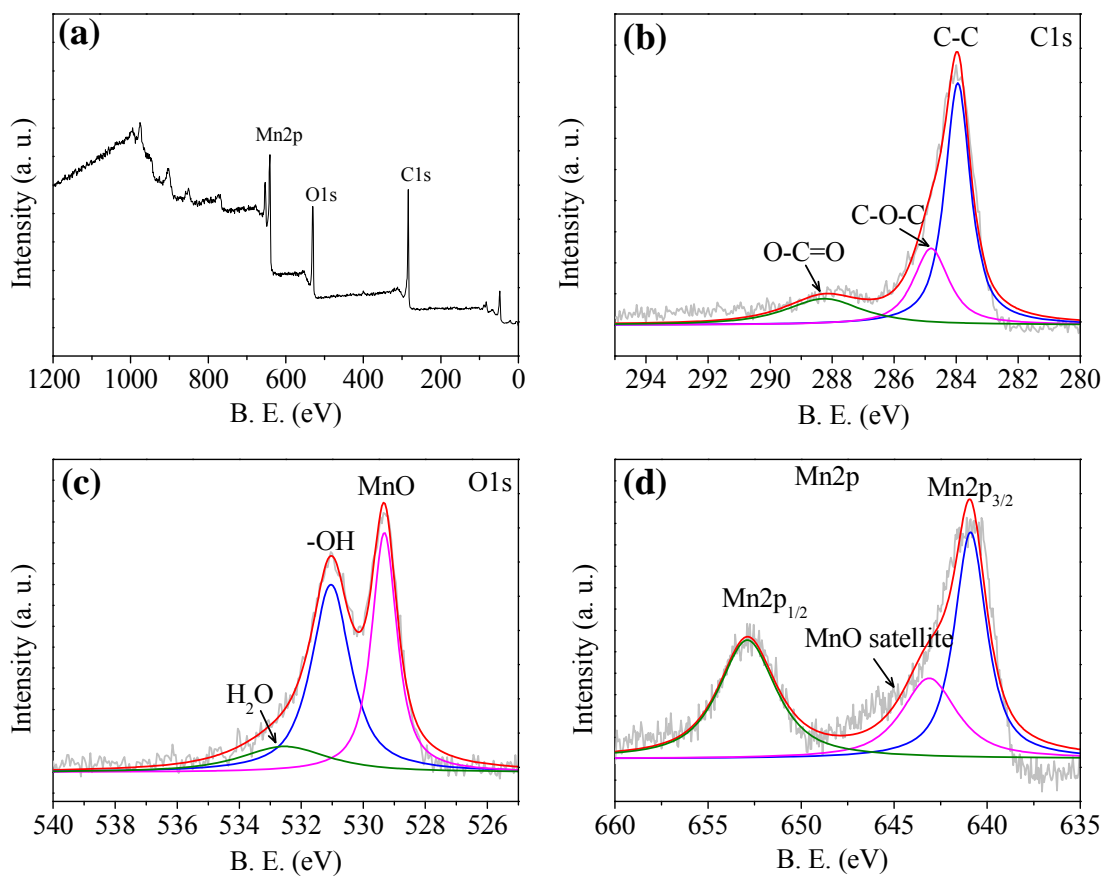 (a)
Mn2p
O1s
C1s
Intensity (a. u.)
1200 1000 800 600 400 200 0
B. E. (eV)
(b)
C-C
C1s
C-O-C
O-C=O
Intensity (a. u.)
294 292 290 288 286 284 282 280
B. E. (eV)
(c)
MnO
O1s
-OH
H₂O
Intensity (a. u.)
540 538 536 534 532 530 528 526
B. E. (eV)
(d)
Mn2p
Mn2p₃/₂
Mn2p₁/₂
MnO satellite
Intensity (a. u.)
660 655 650 645 640 635
B. E. (eV)